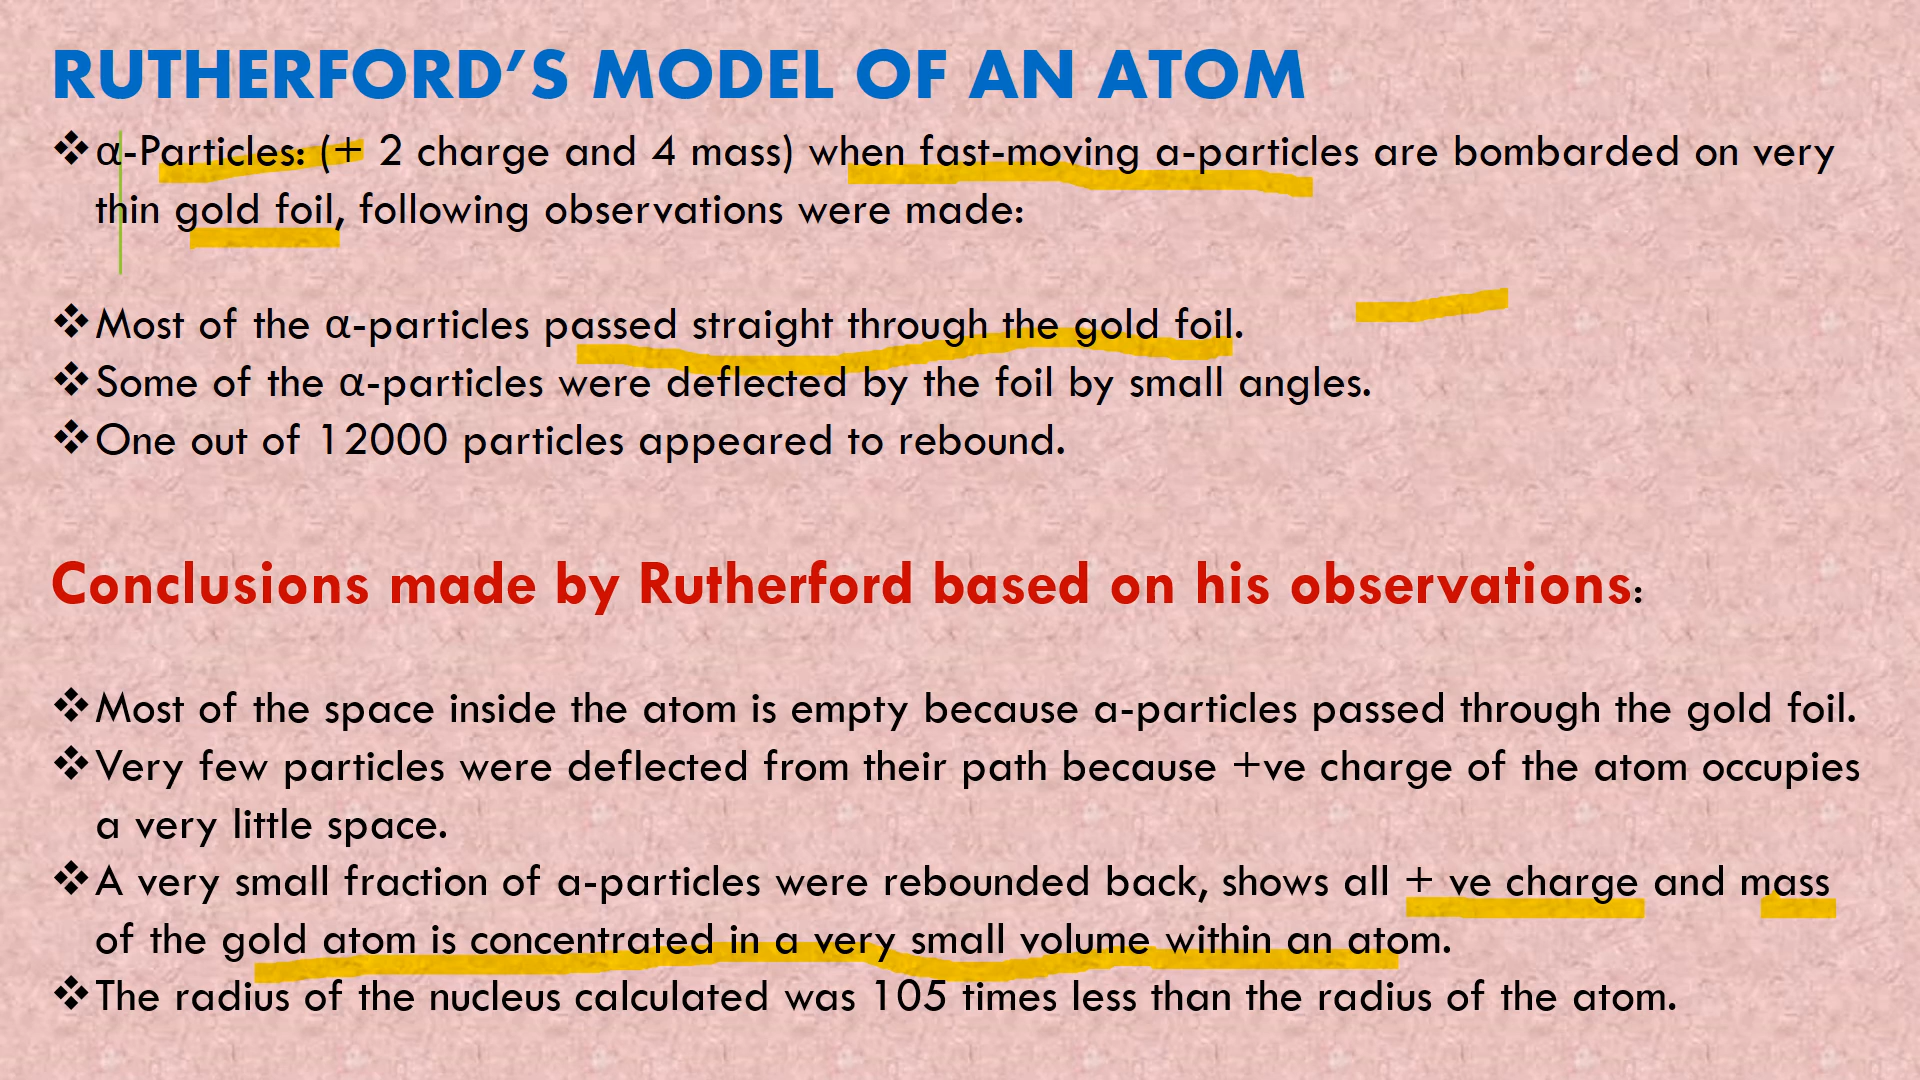 RUTHERFORD’S MODEL OF AN ATOM
❖α-Particles: (+ 2 charge and 4 mass) when fast-moving a-particles are bombarded on very
thin gold foil, following observations were made:
❖Most of the α-particles passed straight through the gold foil.
❖Some of the α-particles were deflected by the foil by small angles.
❖One out of 12000 particles appeared to rebound.
Conclusions made by Rutherford based on his observations:
❖Most of the space inside the atom is empty because a-particles passed through the gold foil.
❖Very few particles were deflected from their path because +ve charge of the atom occupies
a very little space.
❖A very small fraction of a-particles were rebounded back, shows all + ve charge and mass
of the gold atom is concentrated in a very small volume within an atom.
❖The radius of the nucleus calculated was 105 times less than the radius of the atom.